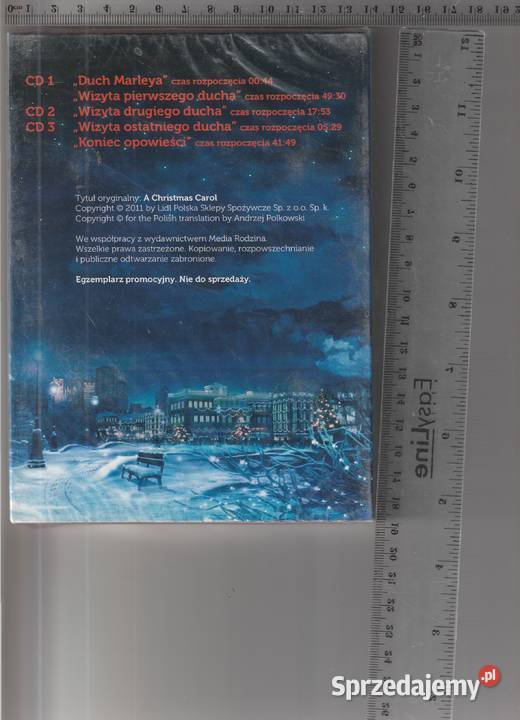 CD 1 „Duch Marleya" czas rozpoczęcia 00:44
„Wizyta pierwszego ducha" czas rozpoczęcia 49:30
CD 2 „Wizyta drugiego ducha" czas rozpoczęcia 17:53
CD 3 „Wizyta ostatniego ducha" czas rozpoczęcia 05:29
„Koniec opowieści" czas rozpoczęcia 41:49
Tytuł oryginalny: A Christmas Carol
Copyright © 2011 by Lidl Polska Sklepy Spożywcze Sp. z o.o. Sp. k.
Copyright © for the Polish translation by Andrzej Polkowski
We współpracy z wydawnictwem Media Rodzina.
Wszelkie prawa zastrzeżone. Kopiowanie, rozpowszechnianie
i publiczne odtwarzanie zabronione.
Egzemplarz promocyjny. Nie do sprzedaży.
EasyLine
Sprzedajemy.pl